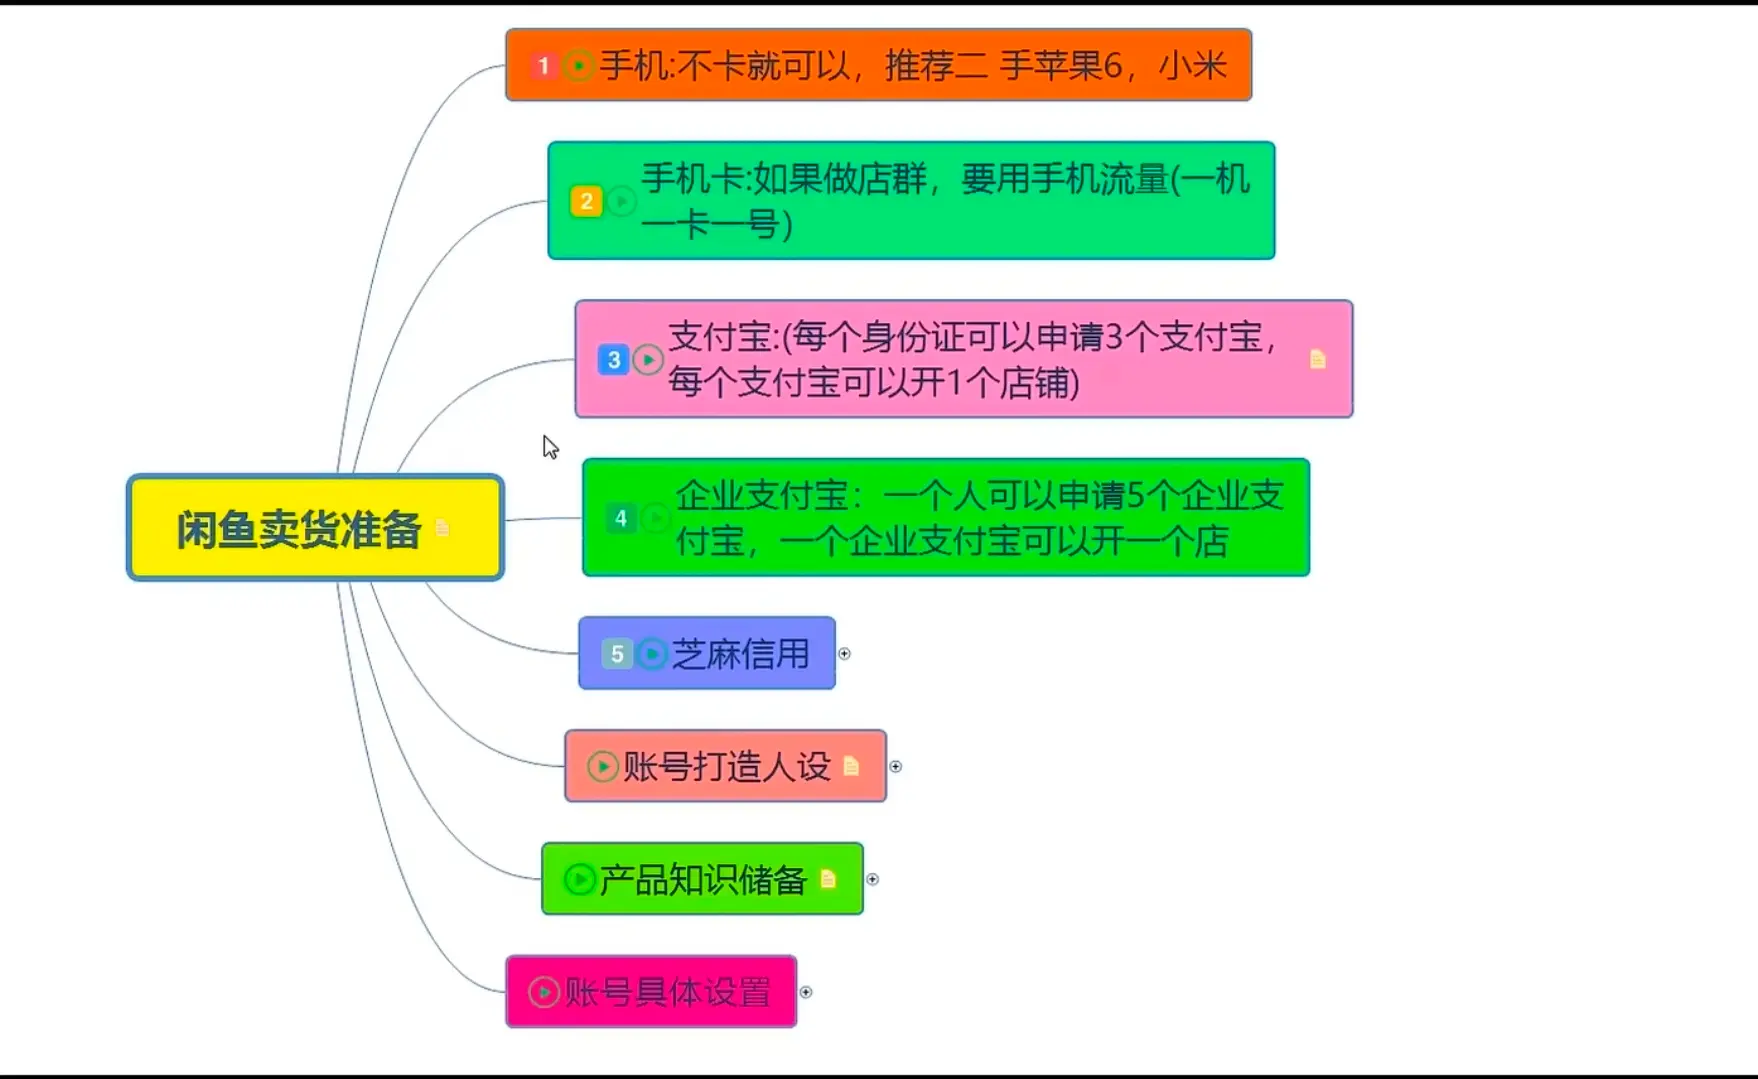 1 手机:不卡就可以，推荐二 手苹果6，小米
2 手机卡:如果做店群，要用手机流量(一机
一卡一号)
3 支付宝:(每个身份证可以申请3个支付宝，
每个支付宝可以开1个店铺)
闲鱼卖货准备
4 企业支付宝：一个人可以申请5个企业支
付宝，一个企业支付宝可以开一个店
5 芝麻信用
账号打造人设
产品知识储备
账号具体设置